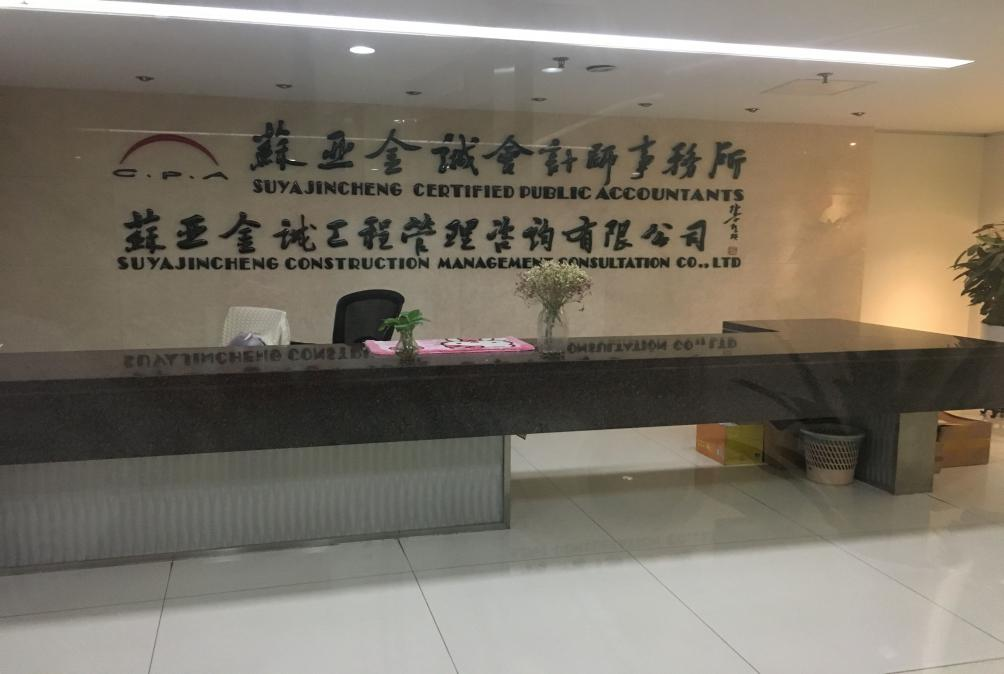 C.P.A
蘇亚金誠會計師事務所
SUYAJINCHENG CERTIFIED PUBLIC ACCOUNTANTS
蘇亚金诚工程管理咨询有限公司
SUYAJINCHENG CONSTRUCTION MANAGEMENT CONSULTATION CO., LTD